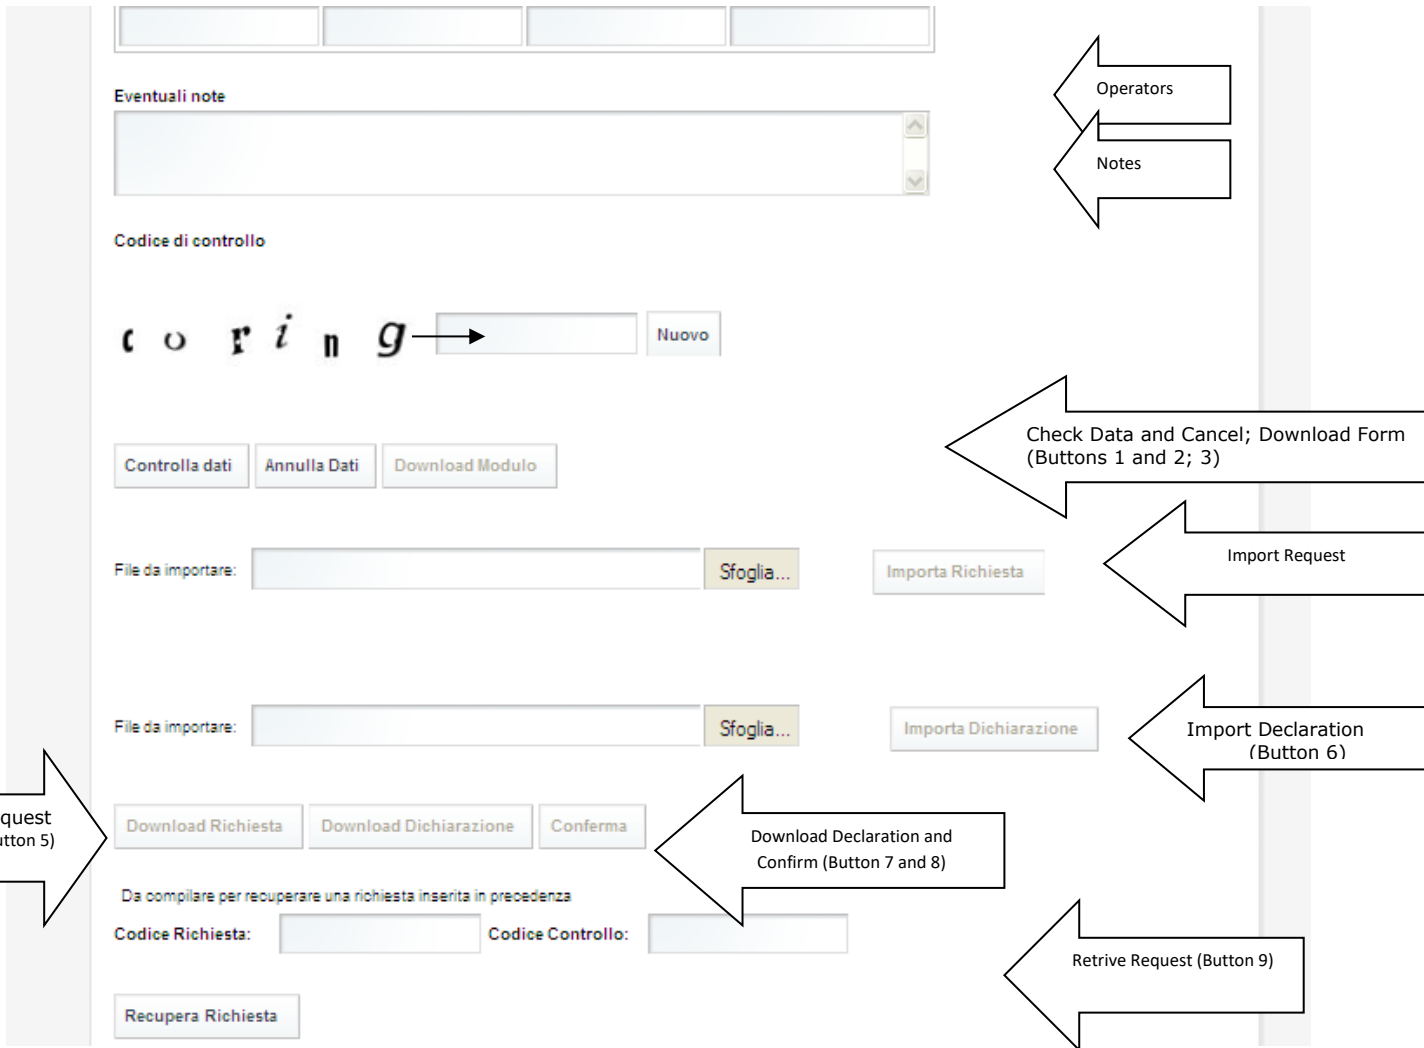 Operators
Eventuali note
Notes
Codice di controllo
c o r i n g
Nuovo
Check Data and Cancel; Download Form
(Buttons 1 and 2; 3)
Controlla dati Annulla Dati Download Modulo
Import Request
File da importare: Sfoglia... Importa Richiesta
File da importare: Sfoglia... Importa Dichiarazione
Import Declaration
(Button 6)
quest
utton 5)
Download Richiesta Download Dichiarazione Conferma
Download Declaration and
Confirm (Button 7 and 8)
Da compilare per recuperare una richiesta inserita in precedenza
Codice Richiesta: Codice Controllo:
Retrive Request (Button 9)
Recupera Richiesta